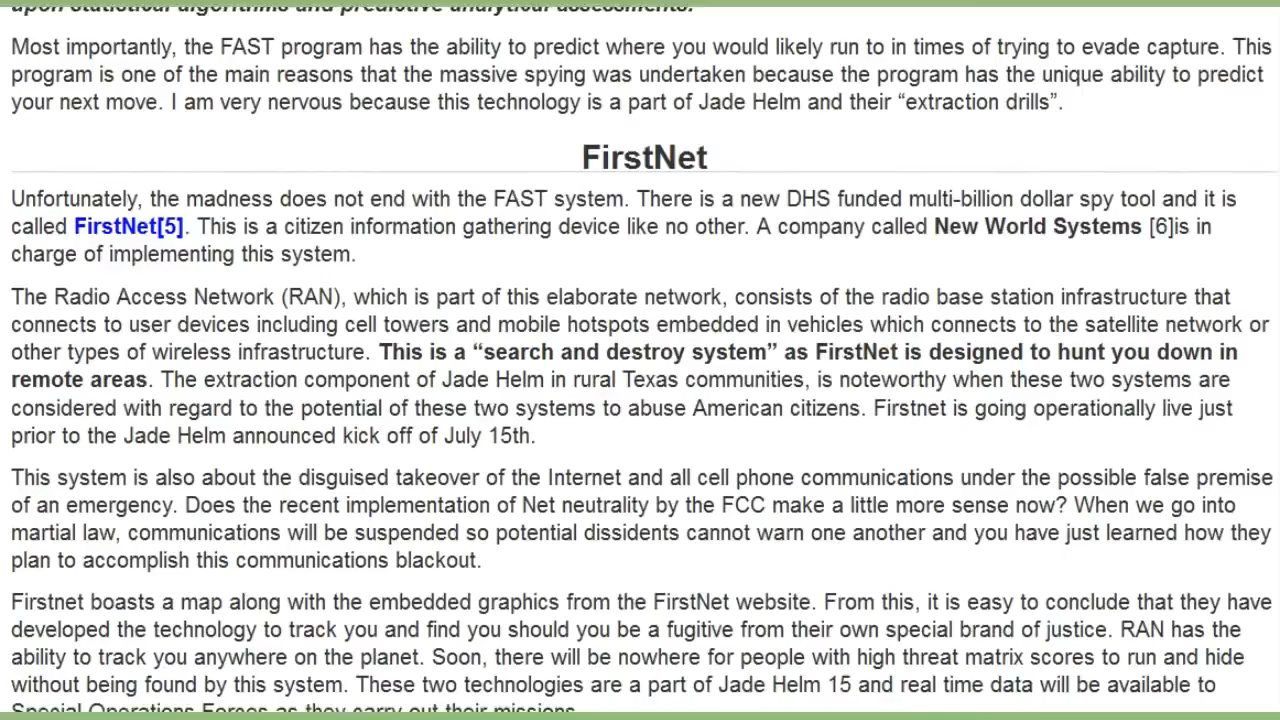 upon statistical algorithms and predictive analytical assessments.
Most importantly, the FAST program has the ability to predict where you would likely run to in times of trying to evade capture. This
program is one of the main reasons that the massive spying was undertaken because the program has the unique ability to predict
your next move. I am very nervous because this technology is a part of Jade Helm and their “extraction drills”.
FirstNet
Unfortunately, the madness does not end with the FAST system. There is a new DHS funded multi-billion dollar spy tool and it is
called FirstNet[5]. This is a citizen information gathering device like no other. A company called New World Systems [6]is in
charge of implementing this system.
The Radio Access Network (RAN), which is part of this elaborate network, consists of the radio base station infrastructure that
connects to user devices including cell towers and mobile hotspots embedded in vehicles which connects to the satellite network or
other types of wireless infrastructure. This is a “search and destroy system” as FirstNet is designed to hunt you down in
remote areas. The extraction component of Jade Helm in rural Texas communities, is noteworthy when these two systems are
considered with regard to the potential of these two systems to abuse American citizens. Firstnet is going operationally live just
prior to the Jade Helm announced kick off of July 15th.
This system is also about the disguised takeover of the Internet and all cell phone communications under the possible false premise
of an emergency. Does the recent implementation of Net neutrality by the FCC make a little more sense now? When we go into
martial law, communications will be suspended so potential dissidents cannot warn one another and you have just learned how they
plan to accomplish this communications blackout.
Firstnet boasts a map along with the embedded graphics from the FirstNet website. From this, it is easy to conclude that they have
developed the technology to track you and find you should you be a fugitive from their own special brand of justice. RAN has the
ability to track you anywhere on the planet. Soon, there will be nowhere for people with high threat matrix scores to run and hide
without being found by this system. These two technologies are a part of Jade Helm 15 and real time data will be available to
Special Operations Forces as they carry out their missions